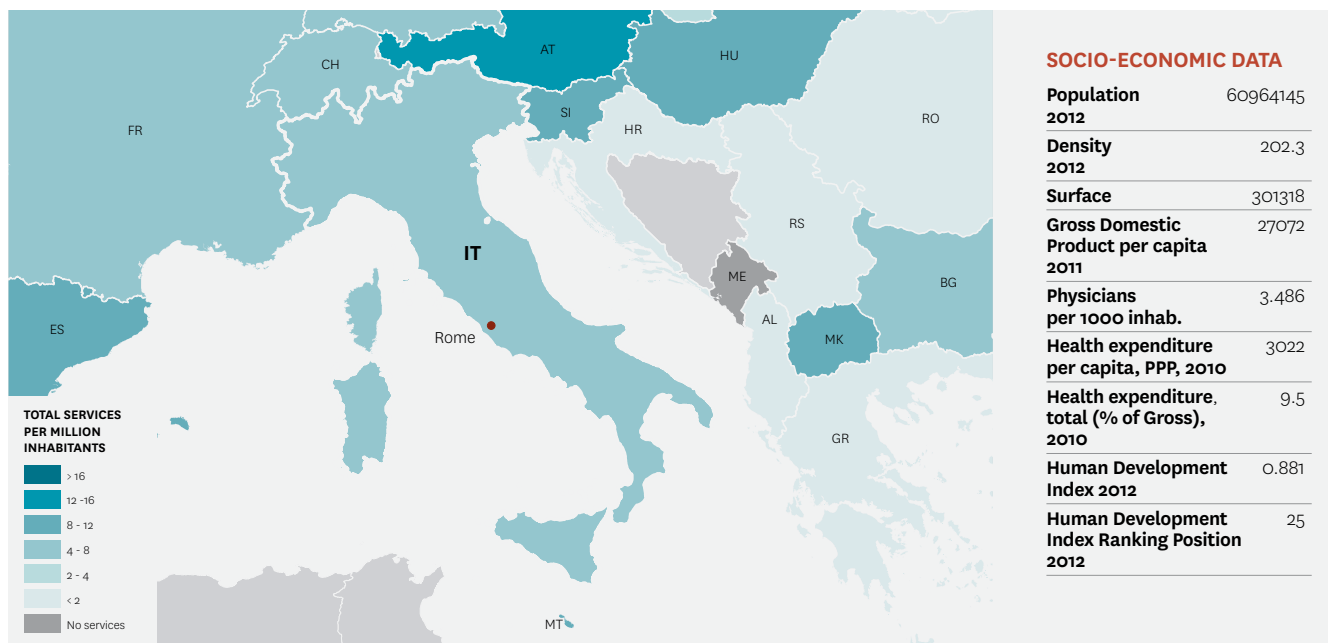 AT
CH
HU
SI
FR
HR
RO
RS
IT
ME
BG
AL
ES
Rome
MK
GR
MT
TOTAL SERVICES
PER MILLION
INHABITANTS
> 16
12 -16
8 - 12
4 - 8
2 - 4
< 2
No services
SOCIO-ECONOMIC DATA
Population 60964145
2012
Density 202.3
2012
Surface 301318
Gross Domestic 27072
Product per capita
2011
Physicians 3.486
per 1000 inhab.
Health expenditure 3022
per capita, PPP, 2010
Health expenditure, 9.5
total (% of Gross),
2010
Human Development 0.881
Index 2012
Human Development 25
Index Ranking Position
2012